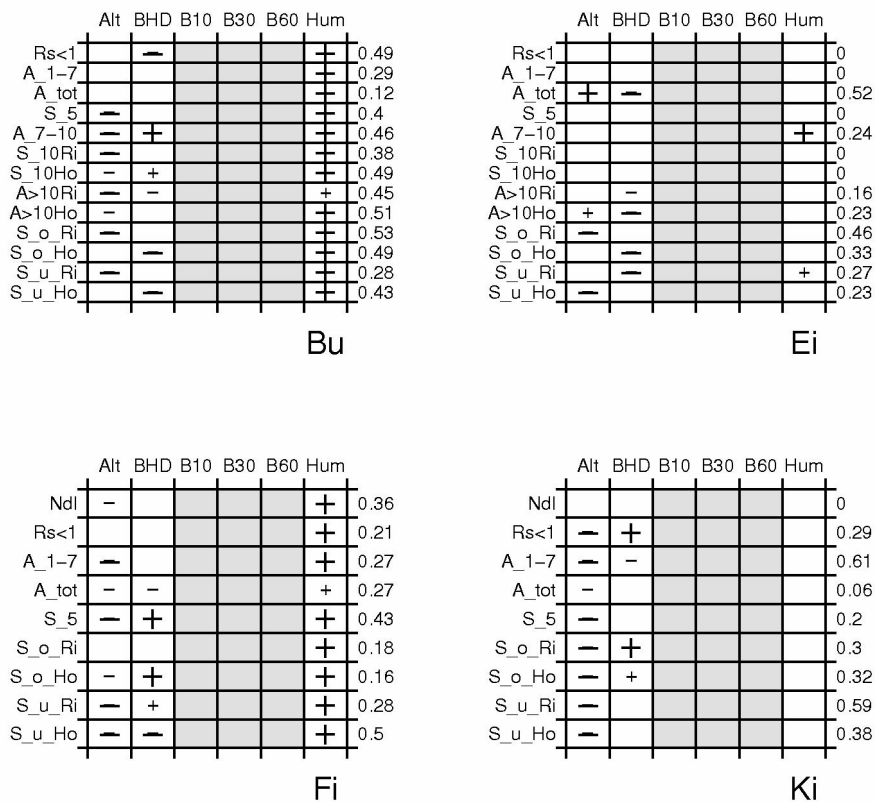 Alt BHD B10 B30 B60 Hum
Rs<1 − + 0.49
A_1−7 + 0.29
A_tot + 0.12
S_5 − + 0.4
A_7−10 − + + 0.46
S_10Ri − + 0.38
S_10Ho − + + 0.49
A>10Ri − − + 0.45
A>10Ho − + 0.51
S_o_Ri − + 0.53
S_o_Ho − + 0.49
S_u_Ri − + 0.28
S_u_Ho − + 0.43
Bu
Alt BHD B10 B30 B60 Hum
Rs<1 0
A_1−7 0
A_tot + − 0.52
S_5 0
A_7−10 + 0.24
S_10Ri 0
S_10Ho 0
A>10Ri − 0.16
A>10Ho + − 0.23
S_o_Ri − 0.46
S_o_Ho − 0.33
S_u_Ri − + 0.27
S_u_Ho − 0.23
Ei
Alt BHD B10 B30 B60 Hum
Ndl − + 0.36
Rs<1 + 0.21
A_1−7 − + 0.27
A_tot − − + 0.27
S_5 − + + 0.43
S_o_Ri + 0.18
S_o_Ho − + + 0.16
S_u_Ri − + + 0.28
S_u_Ho − − + 0.5
Fi
Alt BHD B10 B30 B60 Hum
Ndl 0
Rs<1 − + 0.29
A_1−7 − − 0.61
A_tot − 0.06
S_5 − 0.2
S_o_Ri − + 0.3
S_o_Ho − + 0.32
S_u_Ri − 0.59
S_u_Ho − 0.38
Ki